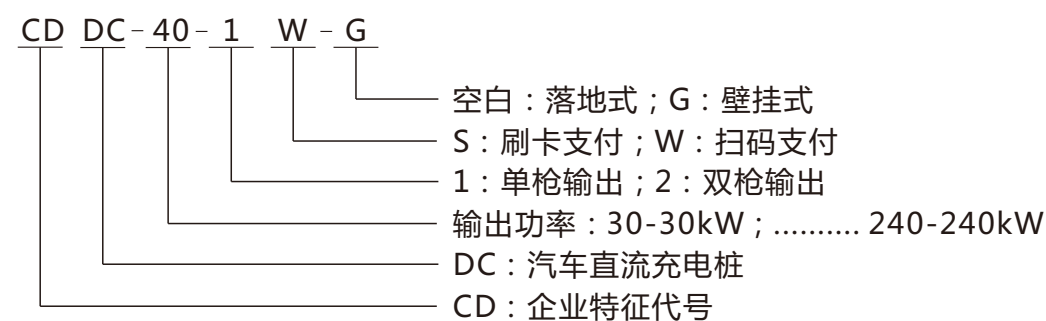 CD DC-40-1 W-G
空白：落地式；G：壁挂式
S：刷卡支付；W：扫码支付
1：单枪输出；2：双枪输出
输出功率：30-30kW；.......... 240-240kW
DC：汽车直流充电桩
CD：企业特征代号